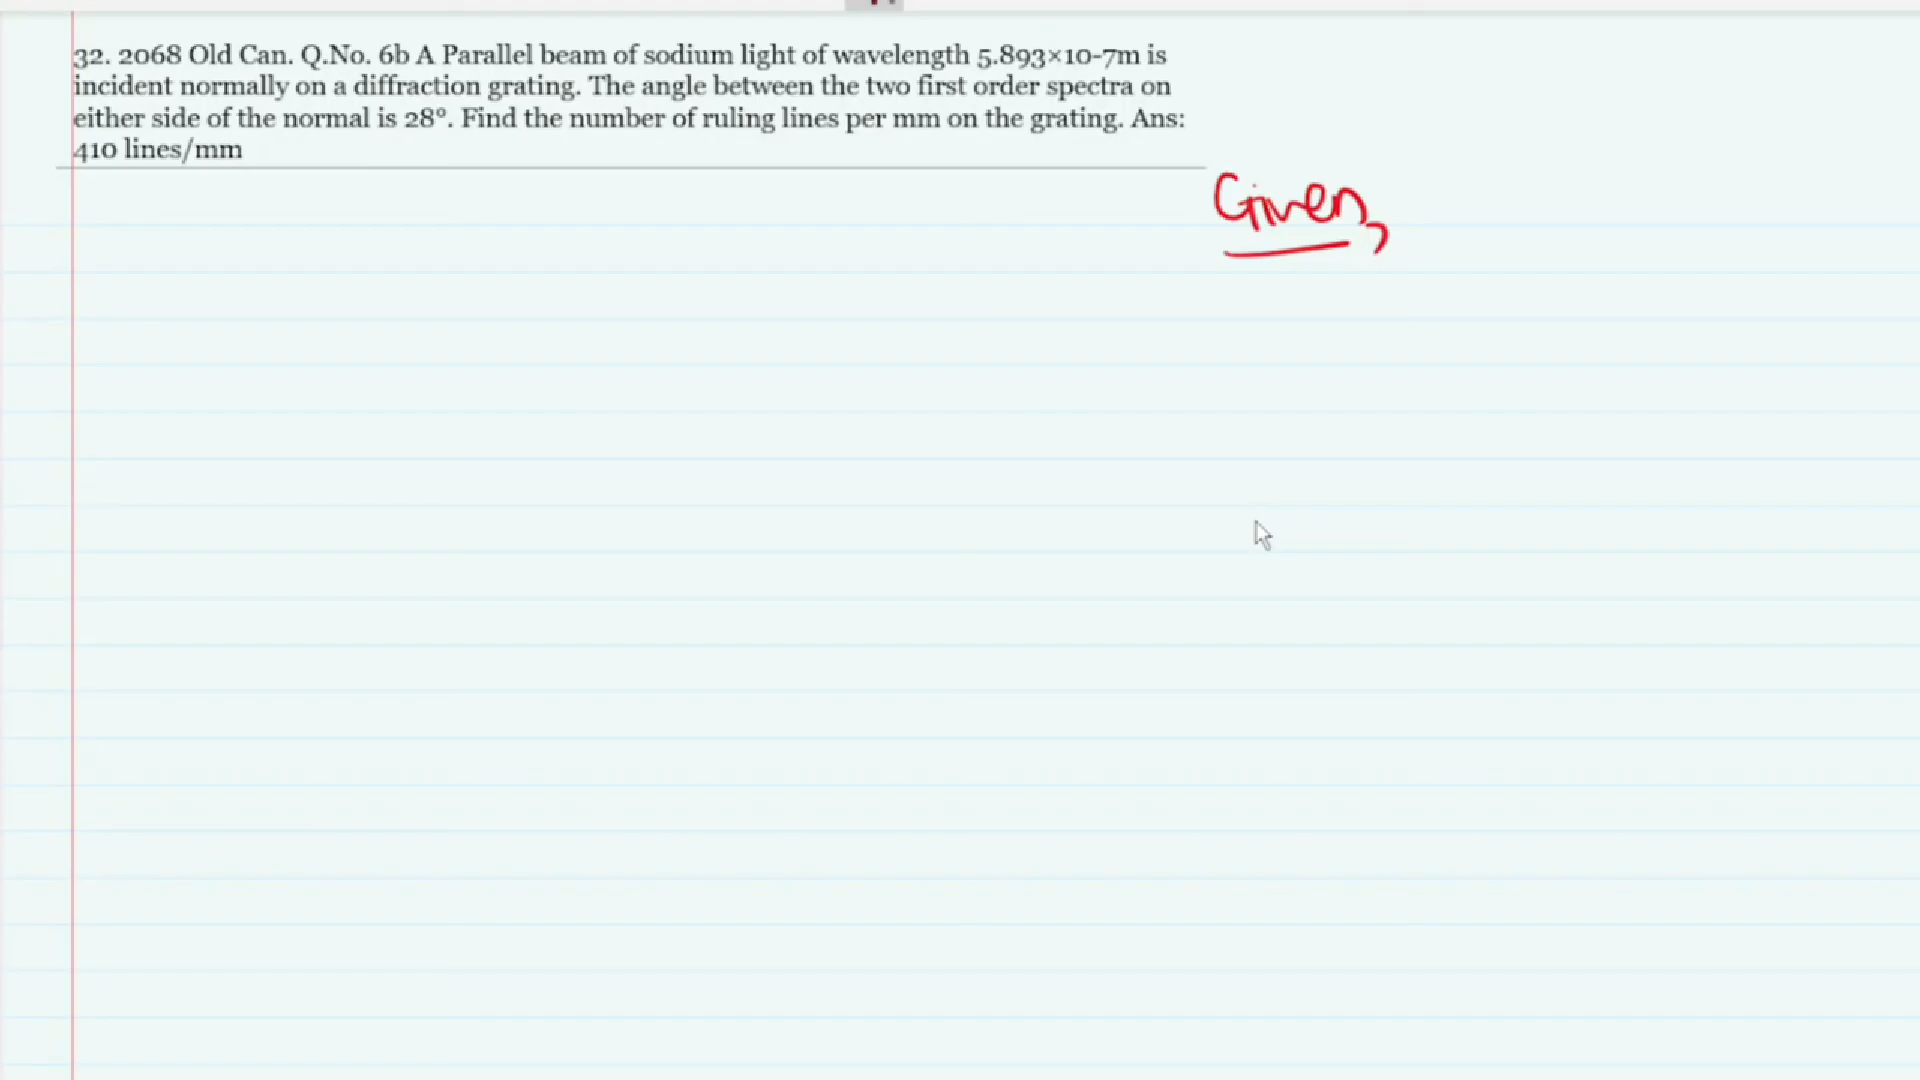 32. 2068 Old Can. Q.No. 6b A Parallel beam of sodium light of wavelength 5.893×10-7m is
incident normally on a diffraction grating. The angle between the two first order spectra on
either side of the normal is 28°. Find the number of ruling lines per mm on the grating. Ans:
410 lines/mm
Given,